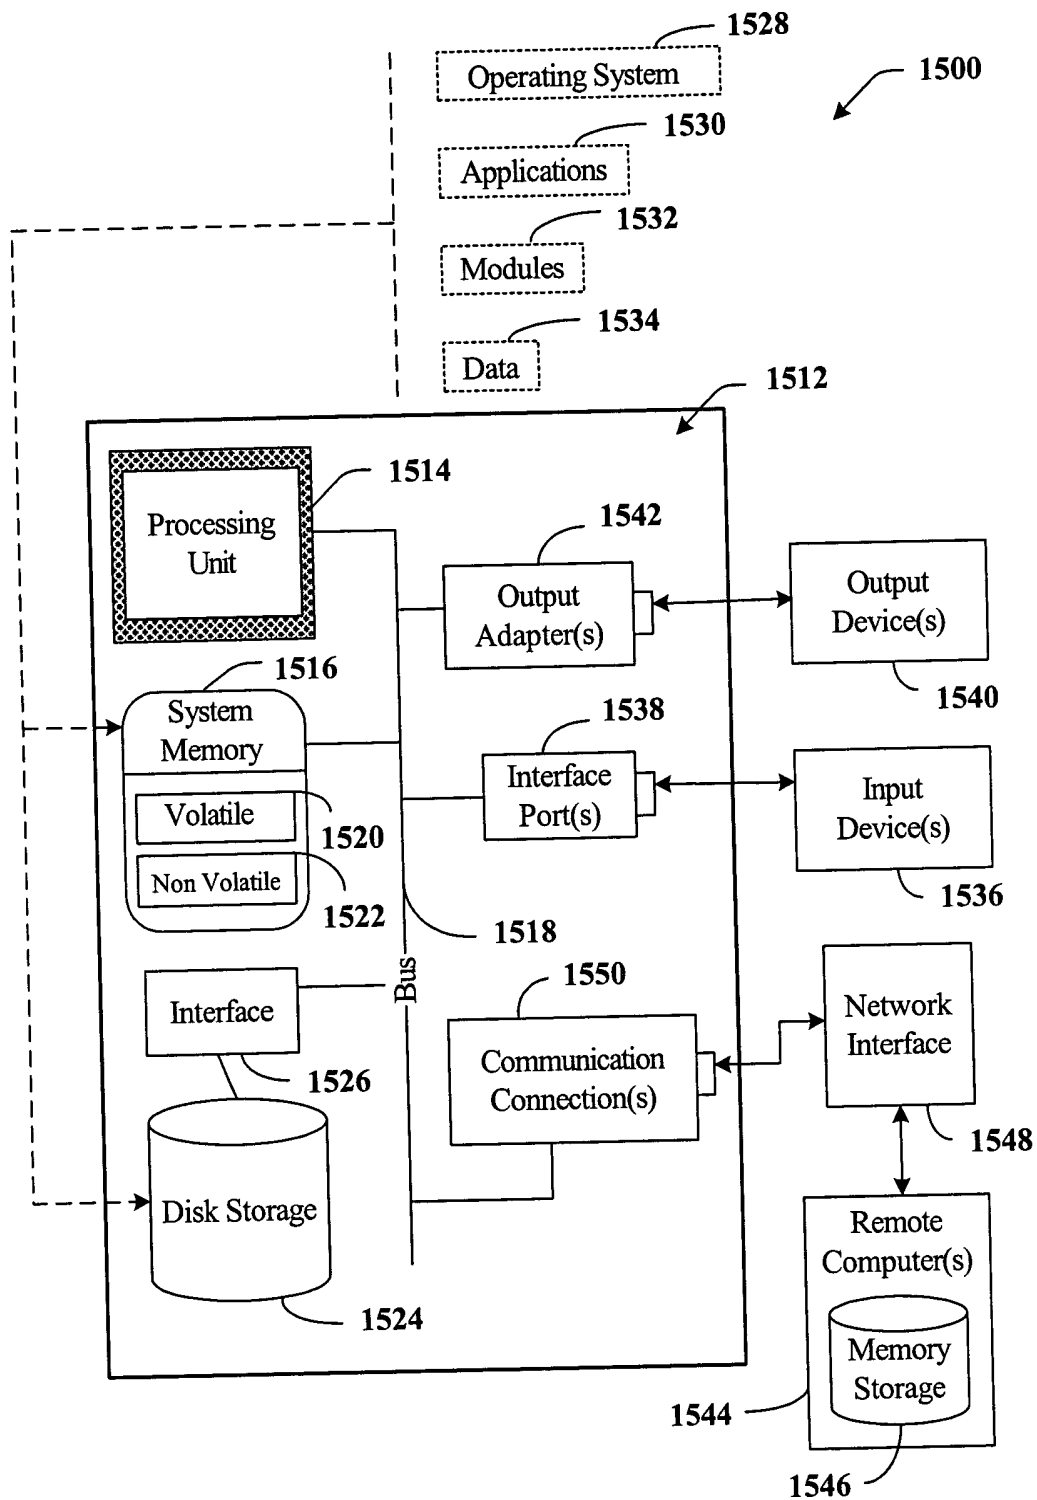 1528
Operating System
1500
1530
Applications
1532
Modules
1534
Data
1512
1514
Processing
Unit
1542
Output
Adapter(s)
Output
Device(s)
1540
1516
System
Memory
1538
Interface
Port(s)
Input
Device(s)
1536
Volatile
1520
Non Volatile
1522
1518
Bus
1550
Interface
1526
Communication
Connection(s)
Network
Interface
1548
Disk Storage
1524
Remote
Computer(s)
Memory
Storage
1544
1546